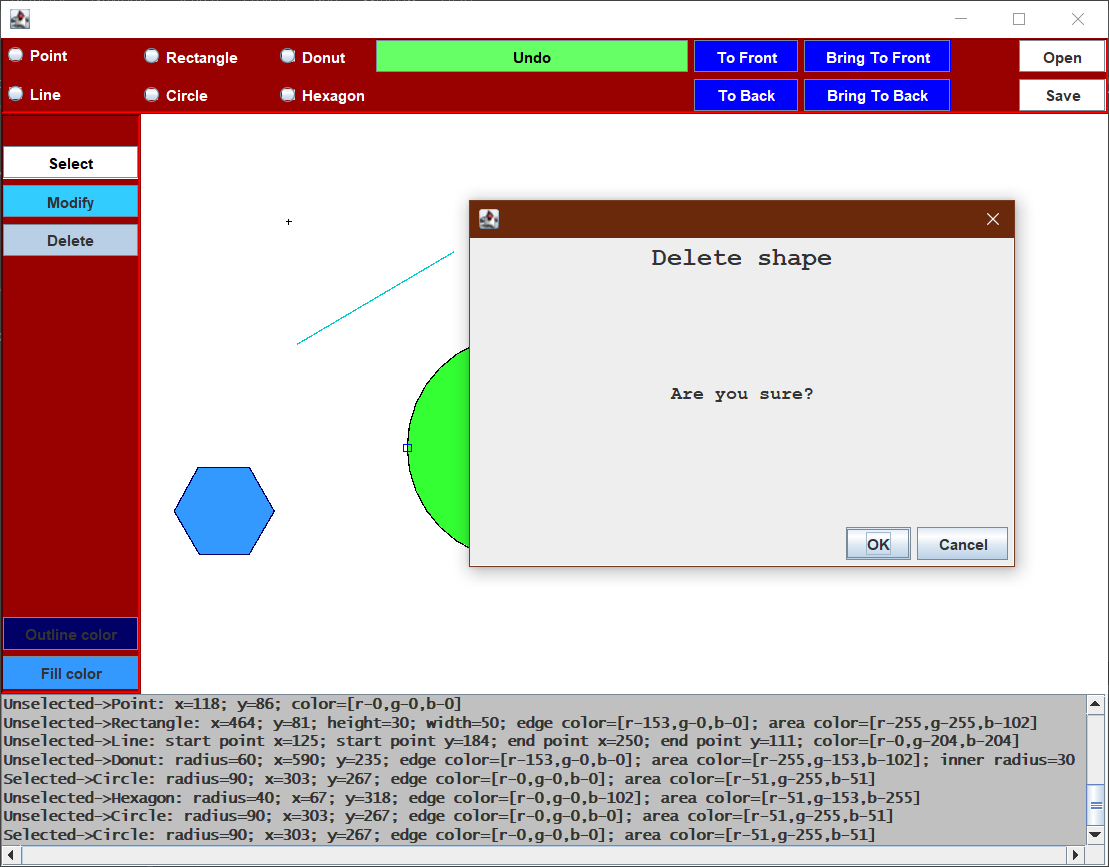 Point
Rectangle
Donut
Undo
To Front
Bring To Front
Open
Line
Circle
Hexagon
To Back
Bring To Back
Save
Select
Modify
Delete
Delete shape
Are you sure?
OK
Cancel
Outline color
Fill color
Unselected->Point: x=118; y=86; color=[r-0,g-0,b-0]
Unselected->Rectangle: x=464; y=81; height=30; width=50; edge color=[r-153,g-0,b-0]; area color=[r-255,g-255,b-102]
Unselected->Line: start point x=125; start point y=184; end point x=250; end point y=111; color=[r-0,g-204,b-204]
Unselected->Donut: radius=60; x=590; y=235; edge color=[r-153,g-0,b-0]; area color=[r-255,g-153,b-102]; inner radius=30
Selected->Circle: radius=90; x=303; y=267; edge color=[r-0,g-0,b-0]; area color=[r-51,g-255,b-51]
Unselected->Hexagon: radius=40; x=67; y=318; edge color=[r-0,g-0,b-102]; area color=[r-51,g-153,b-255]
Unselected->Circle: radius=90; x=303; y=267; edge color=[r-0,g-0,b-0]; area color=[r-51,g-255,b-51]
Selected->Circle: radius=90; x=303; y=267; edge color=[r-0,g-0,b-0]; area color=[r-51,g-255,b-51]